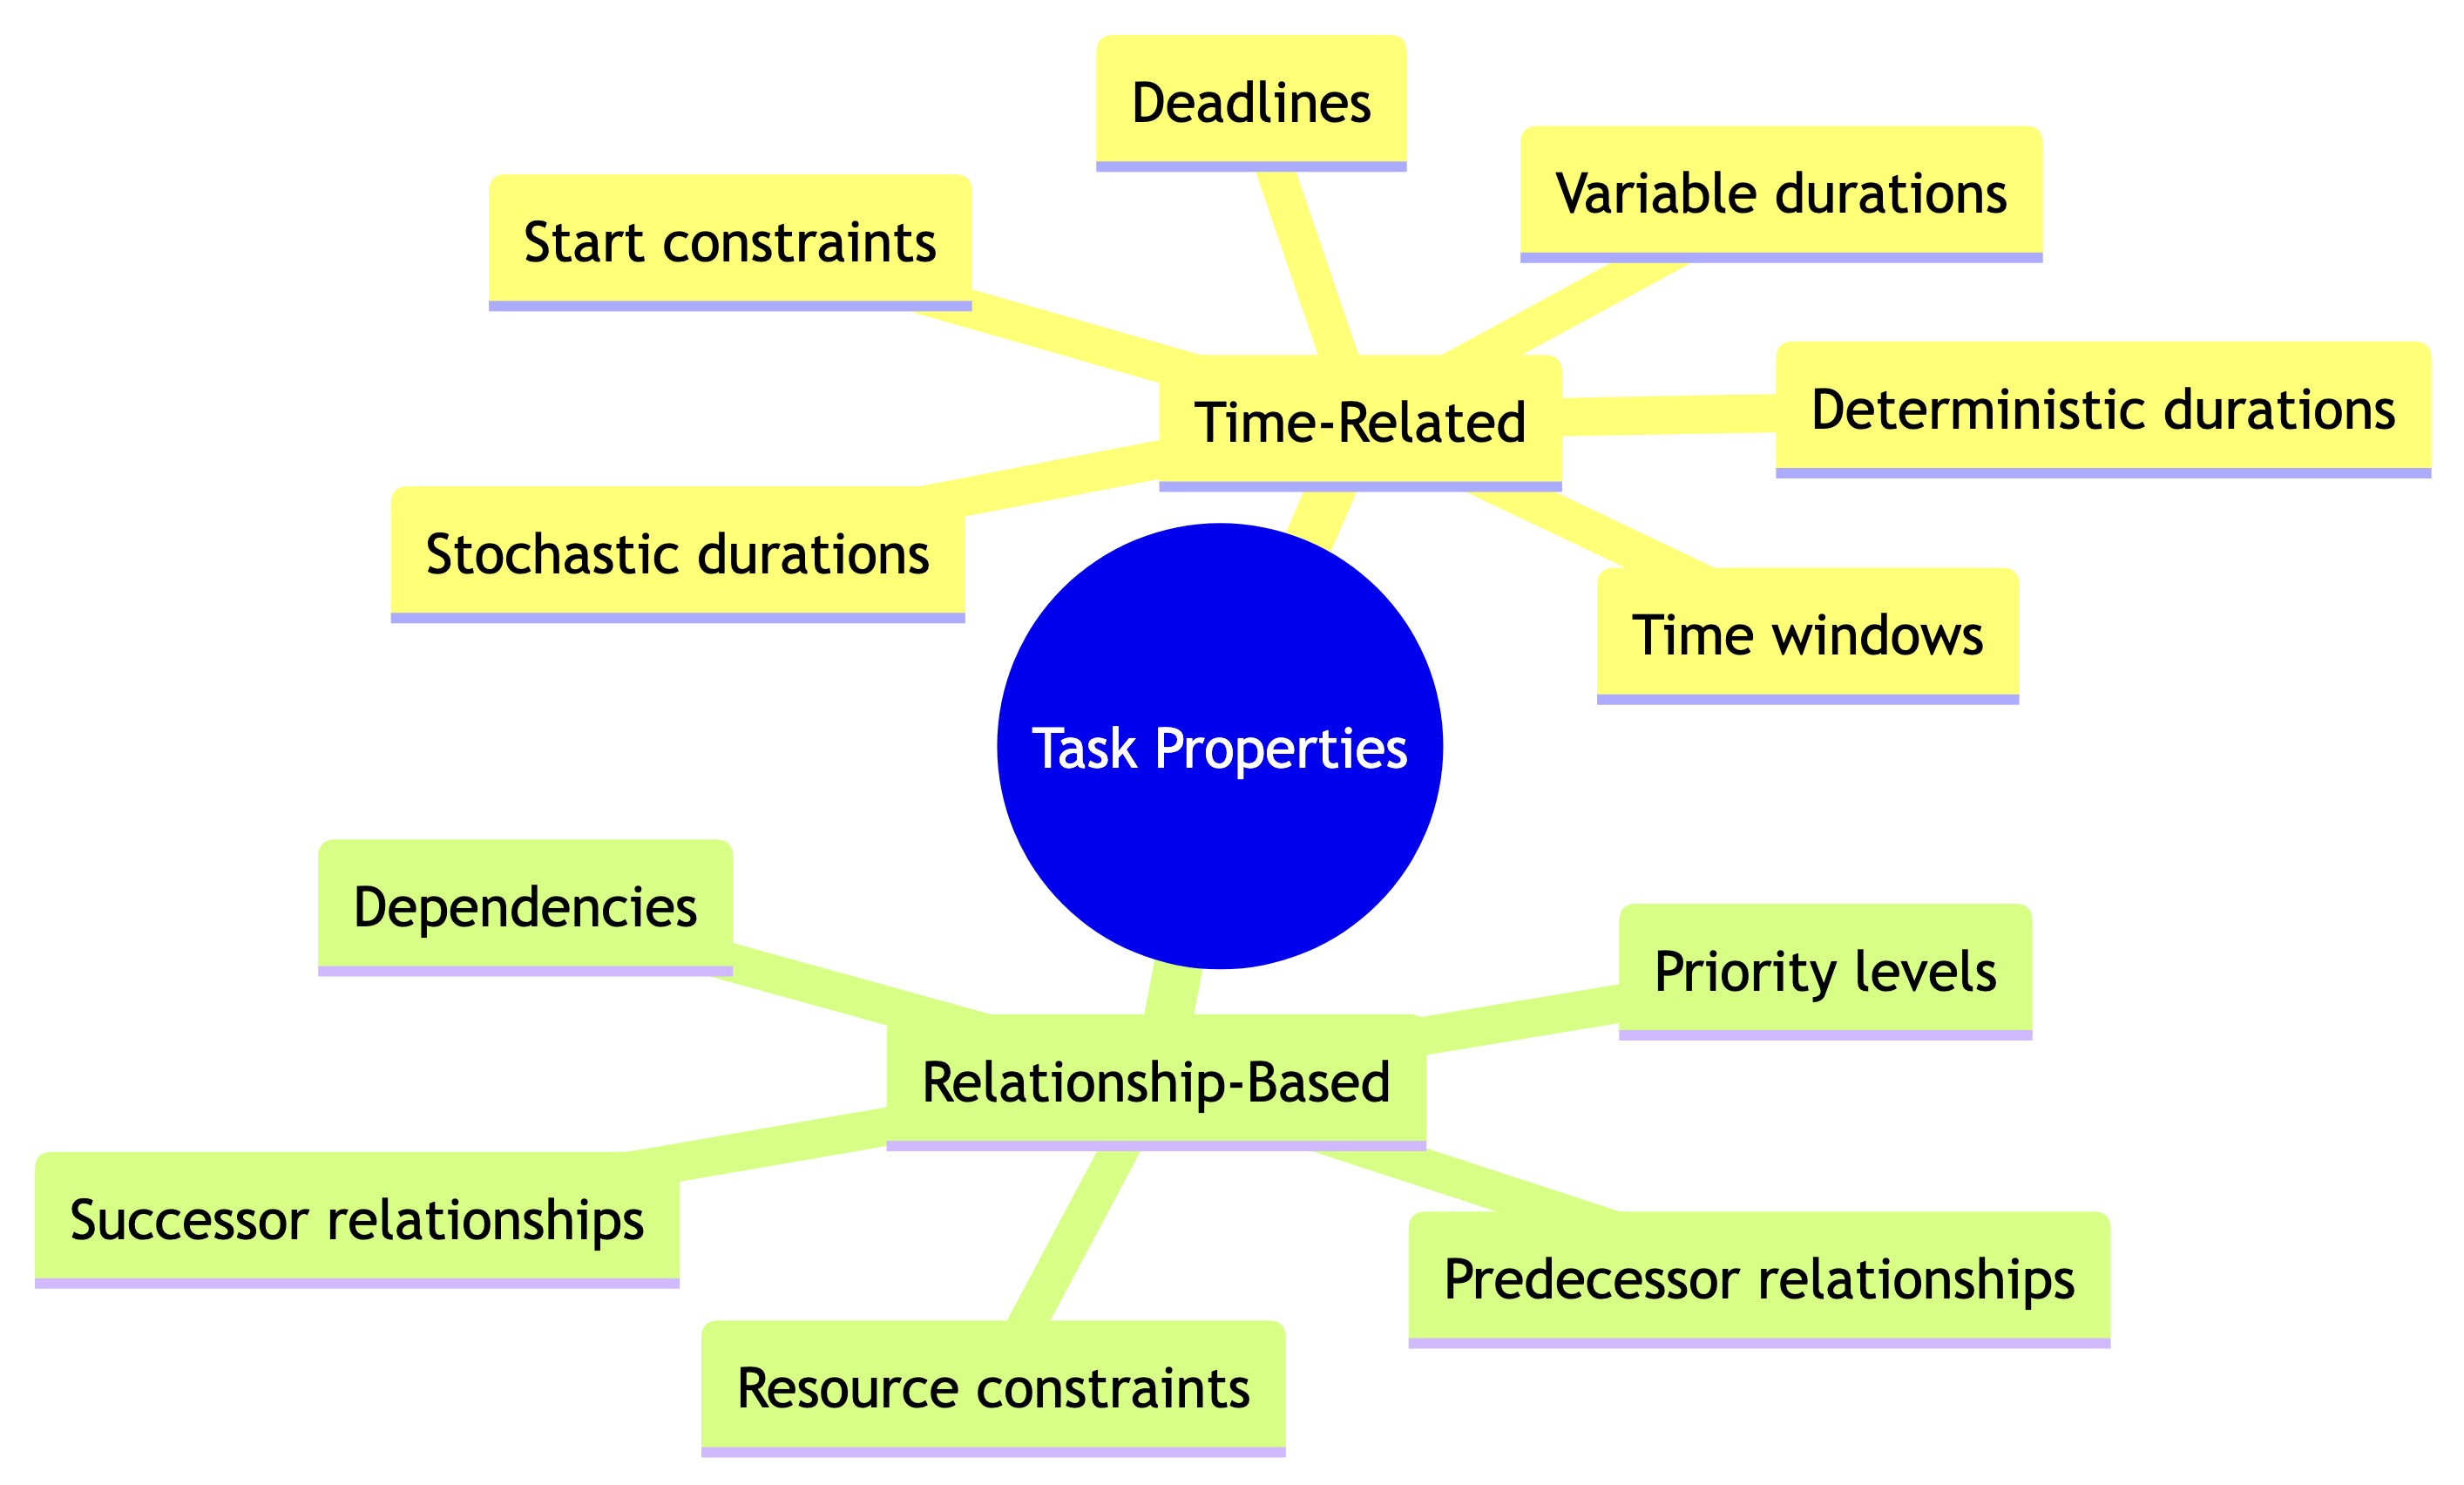 Deadlines
Variable durations
Start constraints
Deterministic durations
Time-Related
Stochastic durations
Time windows
Task Properties
Dependencies
Priority levels
Relationship-Based
Successor relationships
Predecessor relationships
Resource constraints